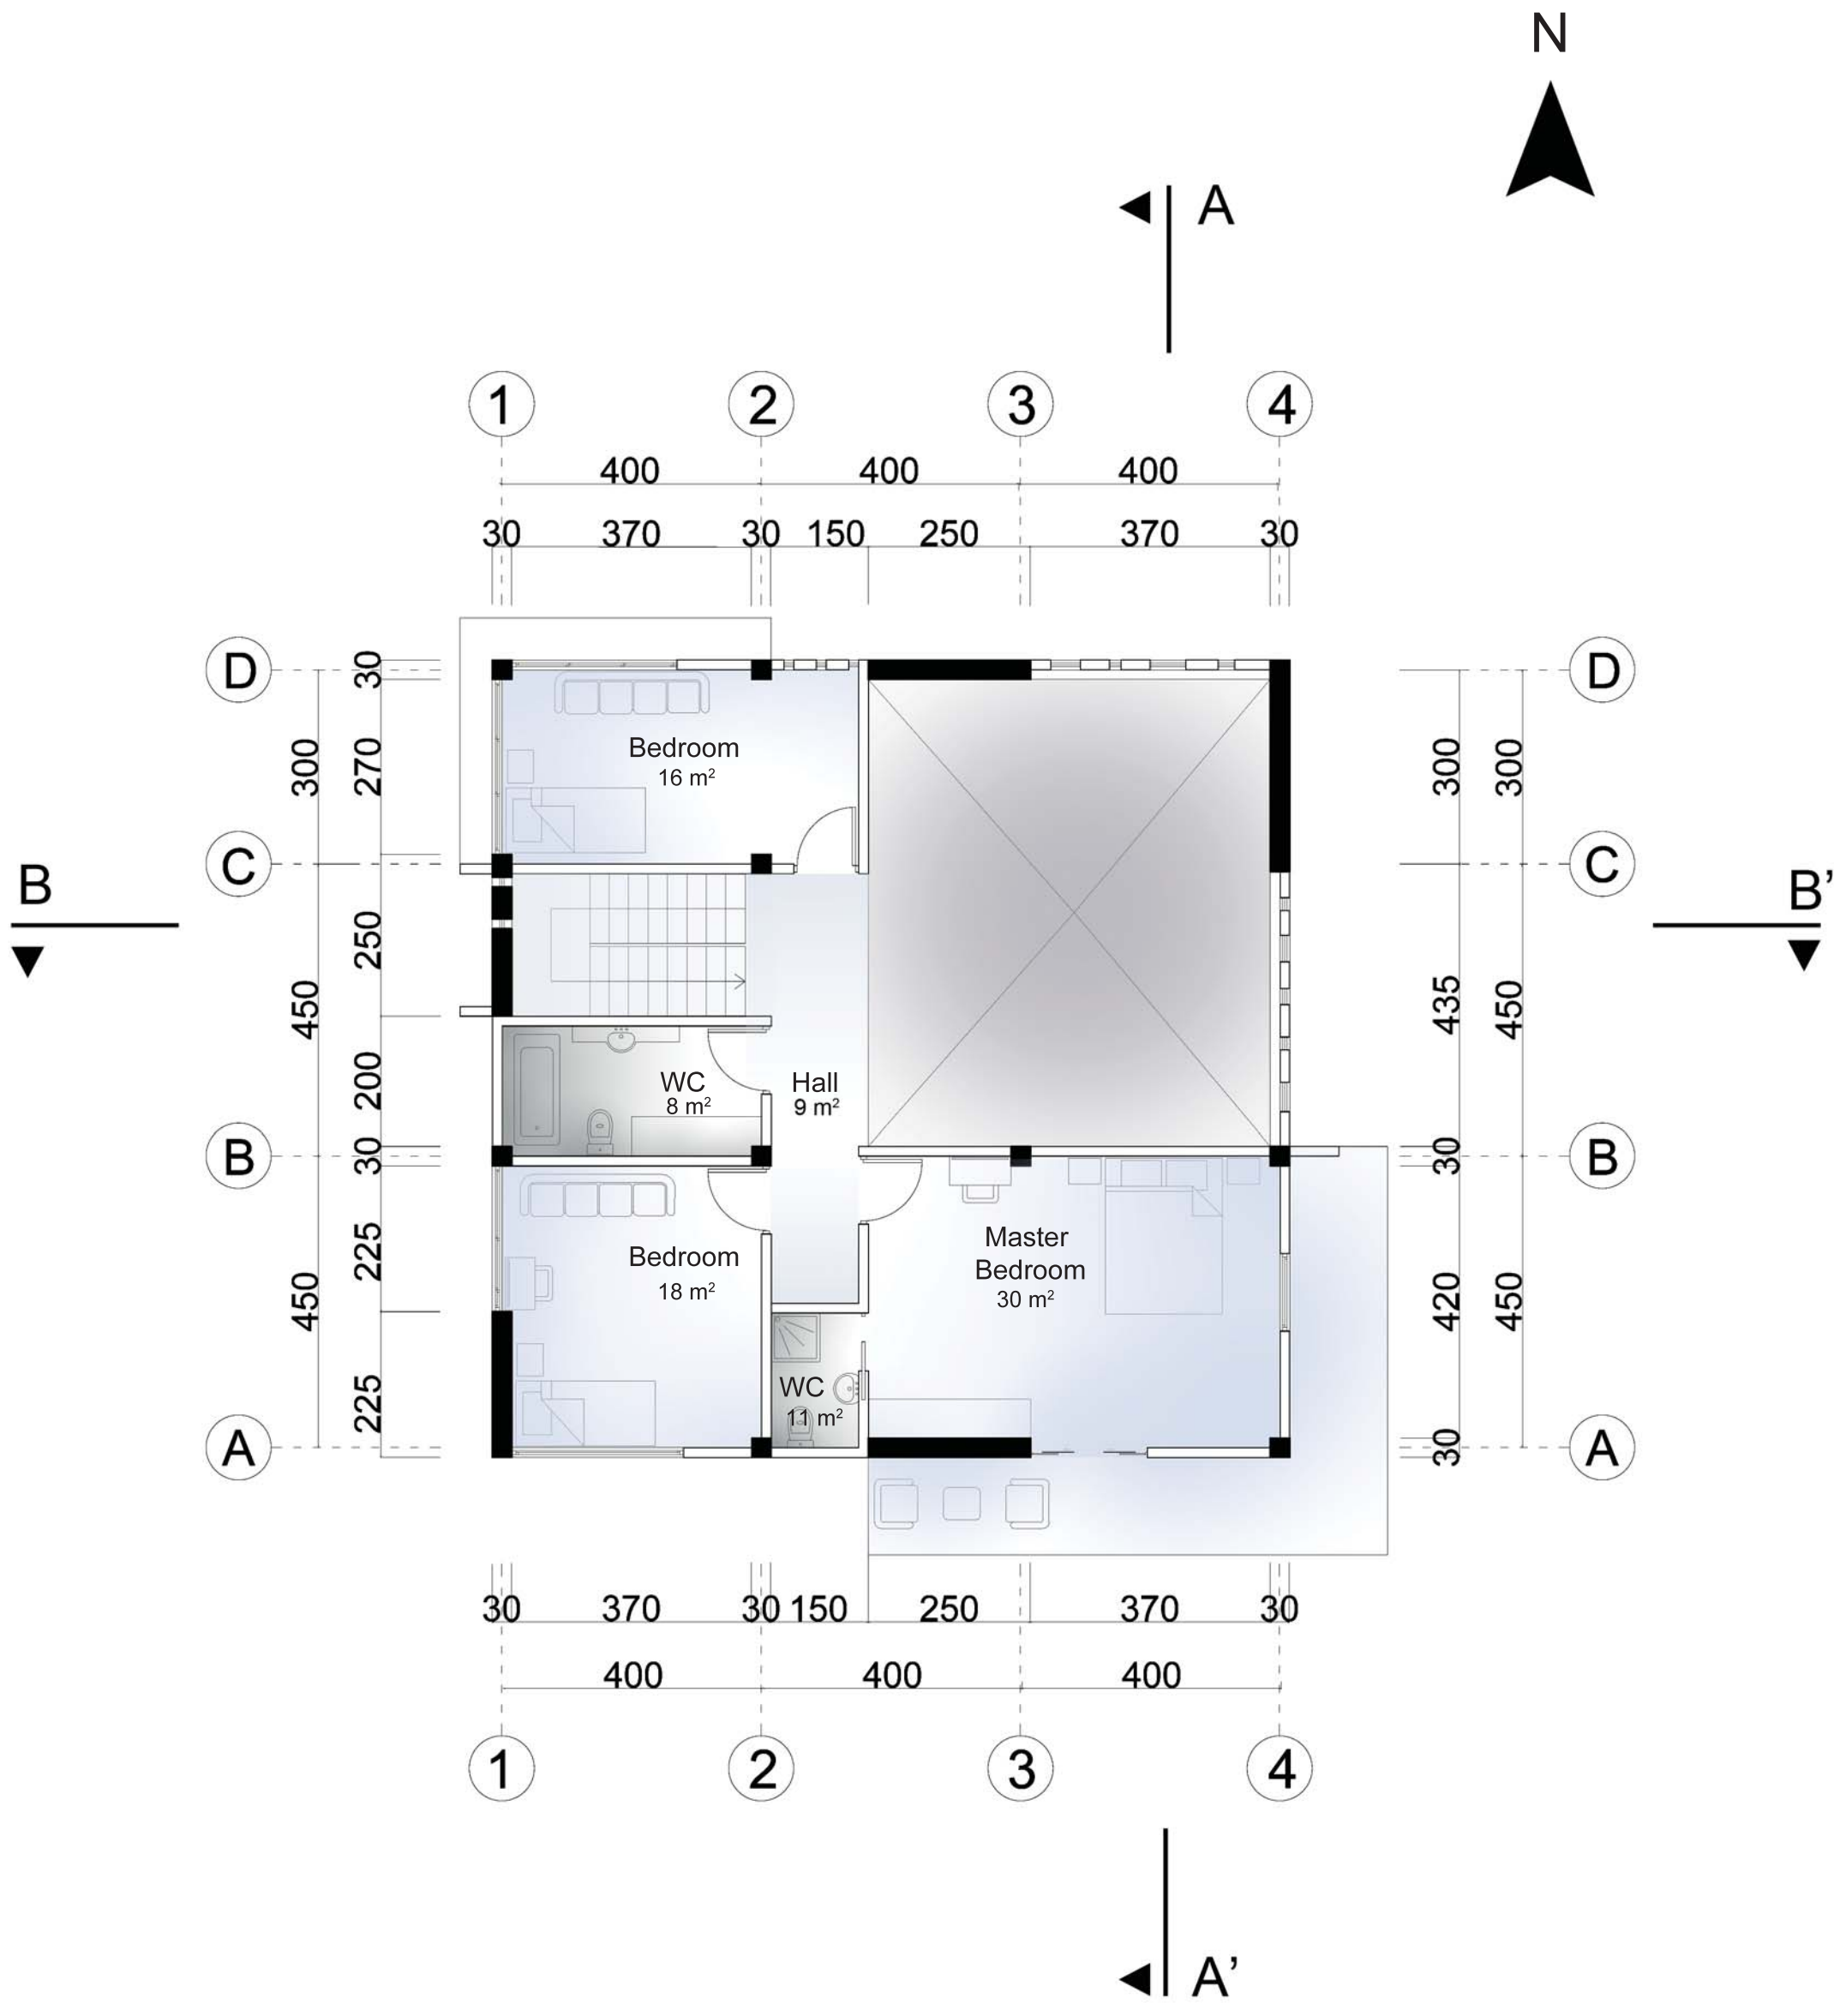 N
A
1 2 3 4
400 400 400
30 370 30 150 250 370 30
D 30 D
Bedroom
16 m²
300 270 300 300
C C
B B’
250
450 435 450
WC Hall
8 m² 9 m²
200
B 30 30 B
Master
Bedroom
30 m²
Bedroom
18 m²
225
450 420 450
WC
11 m²
225
A 30 A
30 370 30 150 250 370 30
400 400 400
1 2 3 4
A’